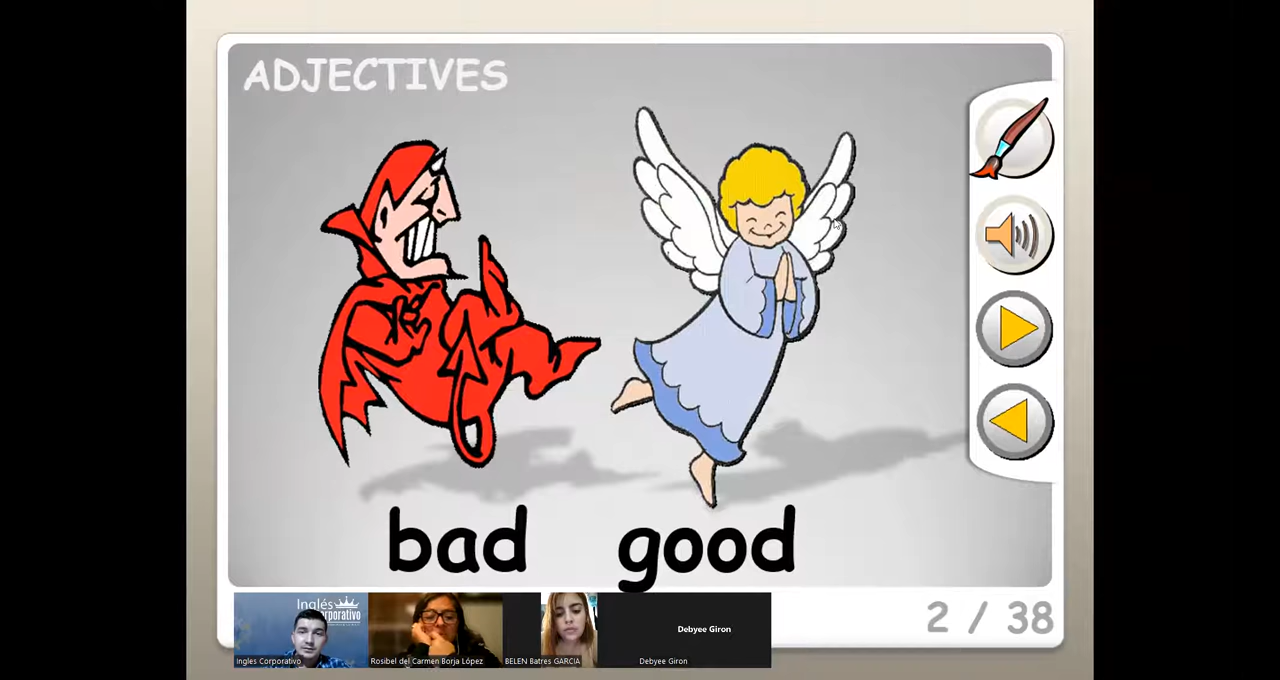 ADJECTIVES
bad good
2 / 38
Inglés
Corporativo
Ingles Corporativo
Rosibel del Carmen Borja López
BELEN Batres GARCIA
Debyee Giron
Debyee Giron